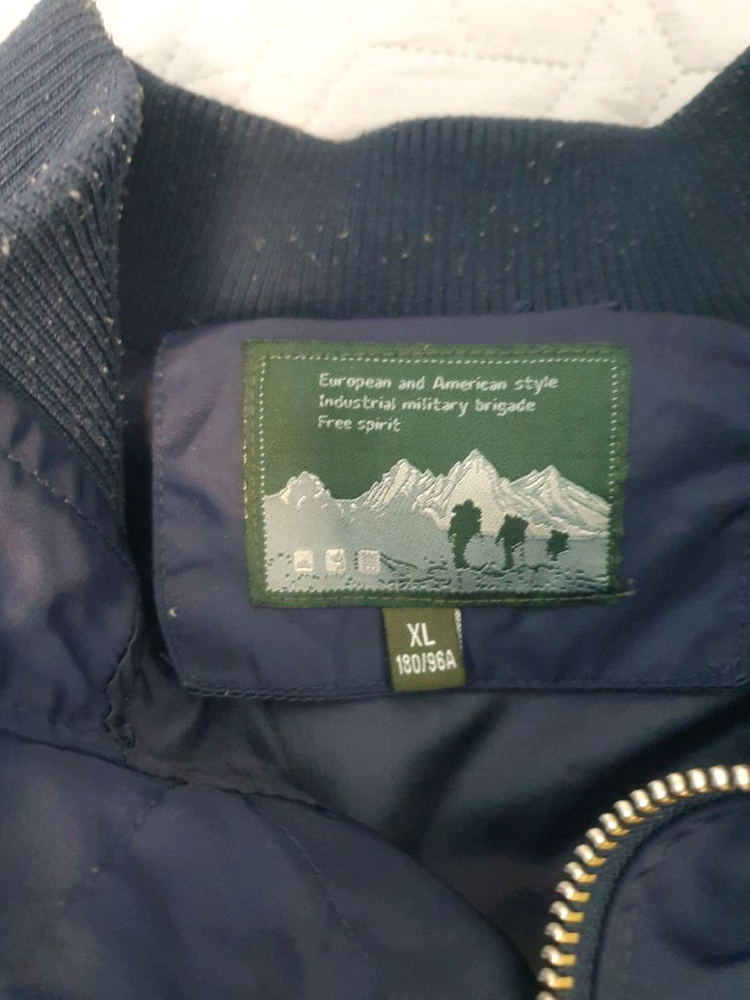 European and American style
Industrial military brigade
Free spirit
XL
180/96A